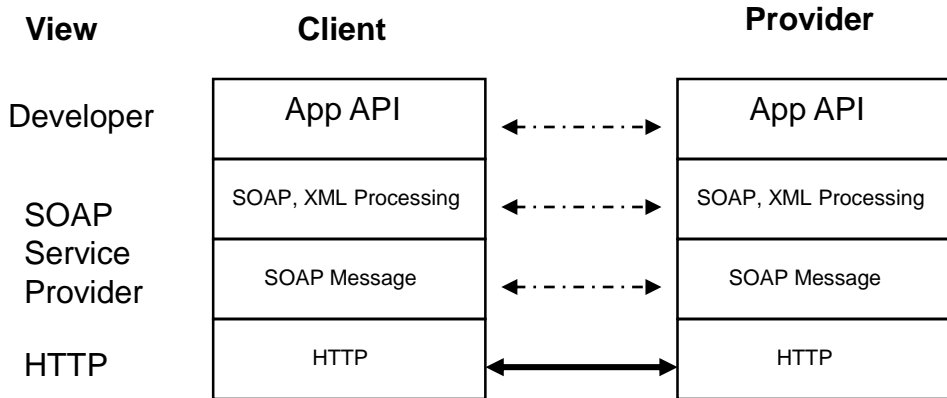 View
Client
Provider
Developer
App API
App API
SOAP, XML Processing
SOAP, XML Processing
SOAP
Service
Provider
SOAP Message
SOAP Message
HTTP
HTTP
HTTP